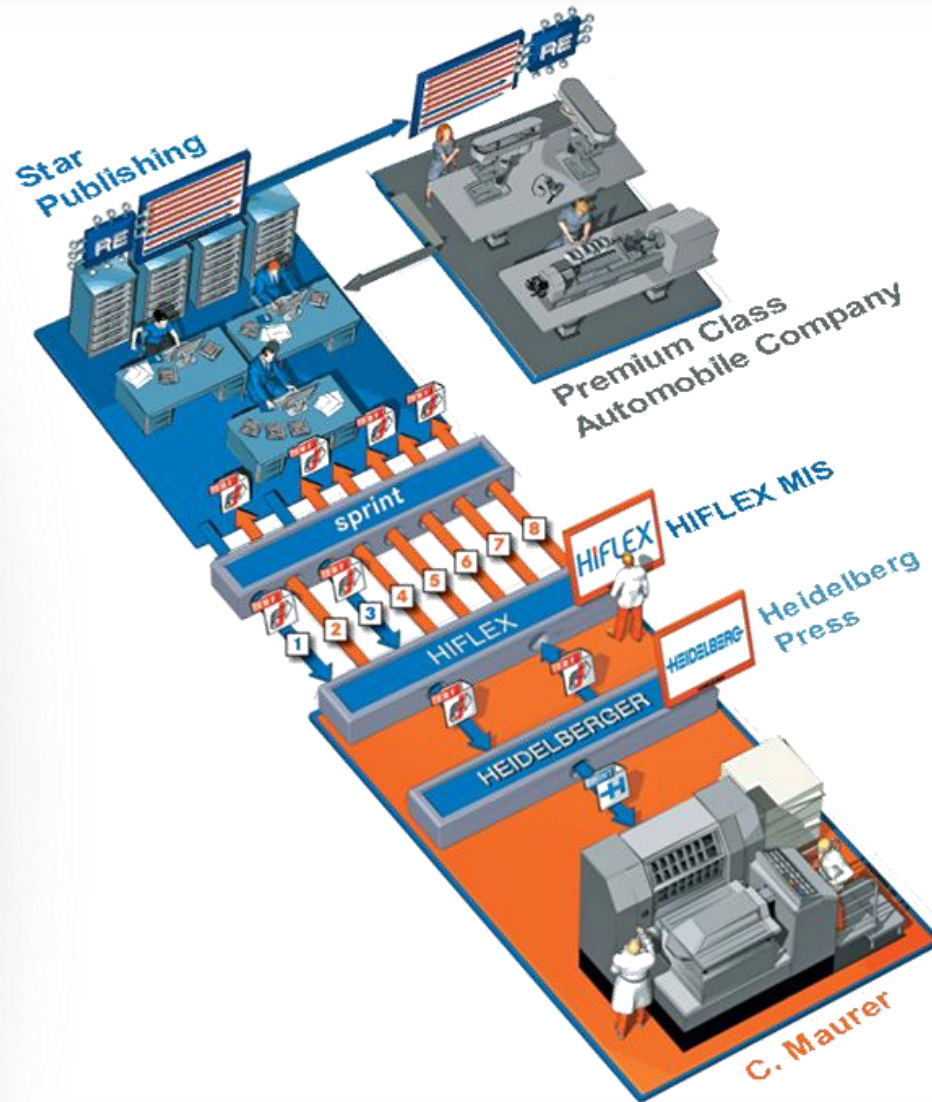 RE
Star
Publishing
RE
Premium Class
Automobile Company
sprint
HIFLEX MIS
HIFLEX
8
7
6
5
4
3
2
1
HIFLEX
Heidelberg
Press
HEIDELBERG
HEIDELBERGER
C. Maurer